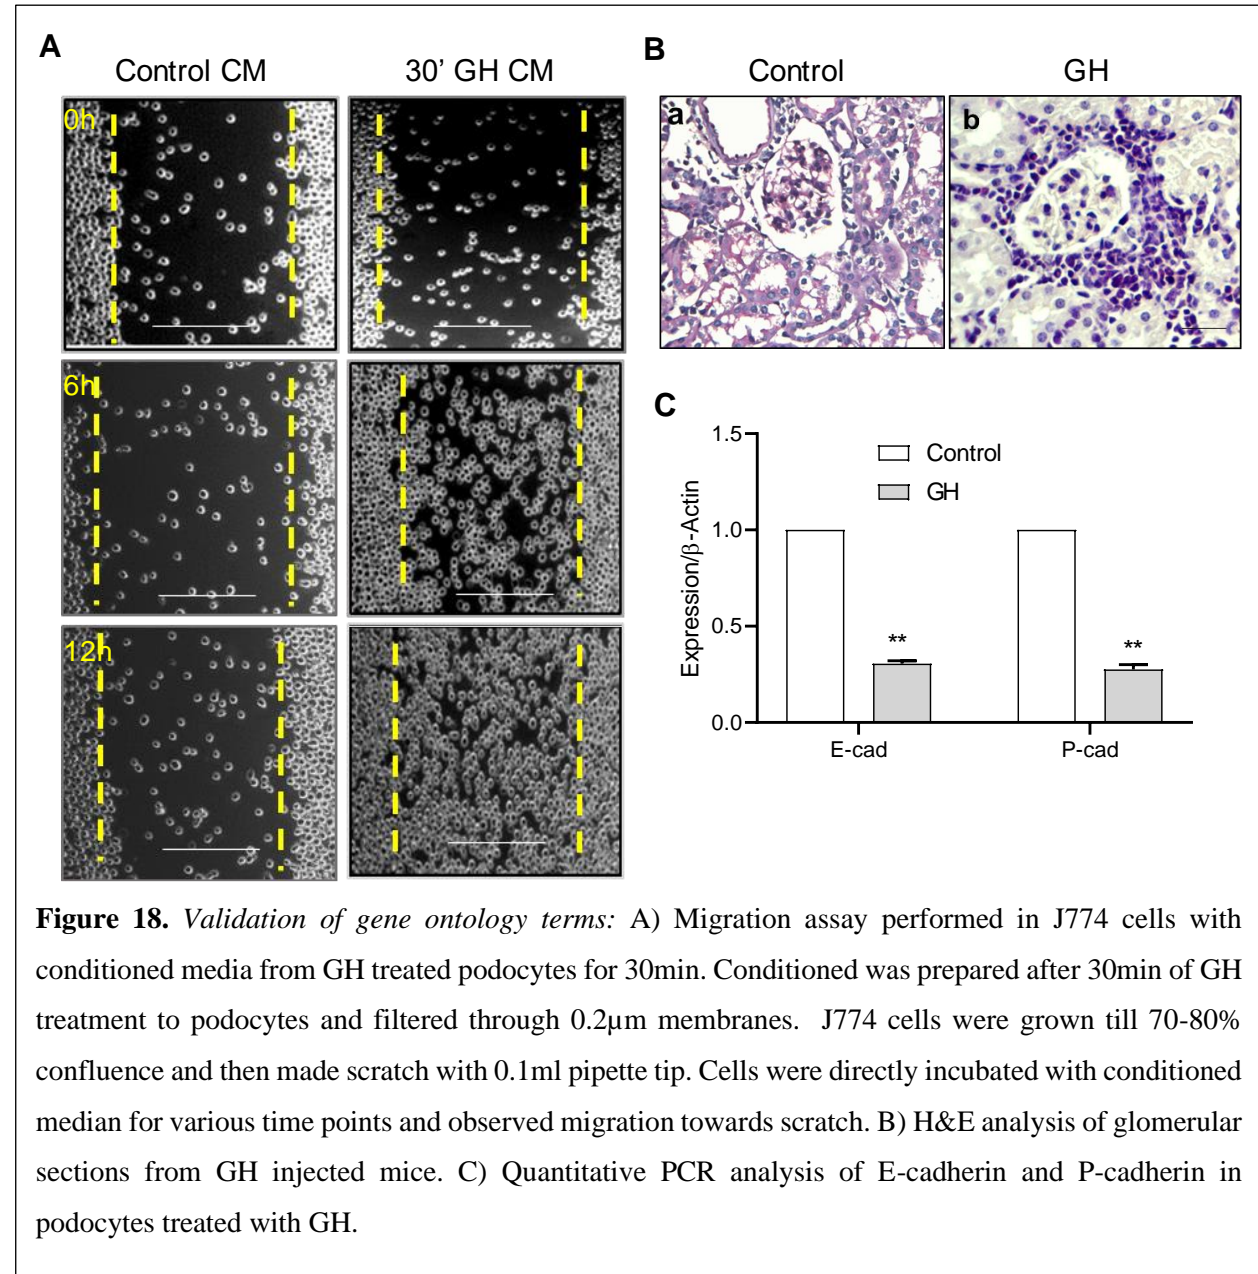 A
Control CM
30’ GH CM
0h
6h
12h
B
Control
GH
a
b
C
Expression/β-Actin
1.5
1.0
0.5
0.0
Control
GH
**
**
E-cad
P-cad
Figure 18. Validation of gene ontology terms: A) Migration assay performed in J774 cells with
conditioned media from GH treated podocytes for 30min. Conditioned was prepared after 30min of GH
treatment to podocytes and filtered through 0.2µm membranes. J774 cells were grown till 70-80%
confluence and then made scratch with 0.1ml pipette tip. Cells were directly incubated with conditioned
median for various time points and observed migration towards scratch. B) H&E analysis of glomerular
sections from GH injected mice. C) Quantitative PCR analysis of E-cadherin and P-cadherin in
podocytes treated with GH.